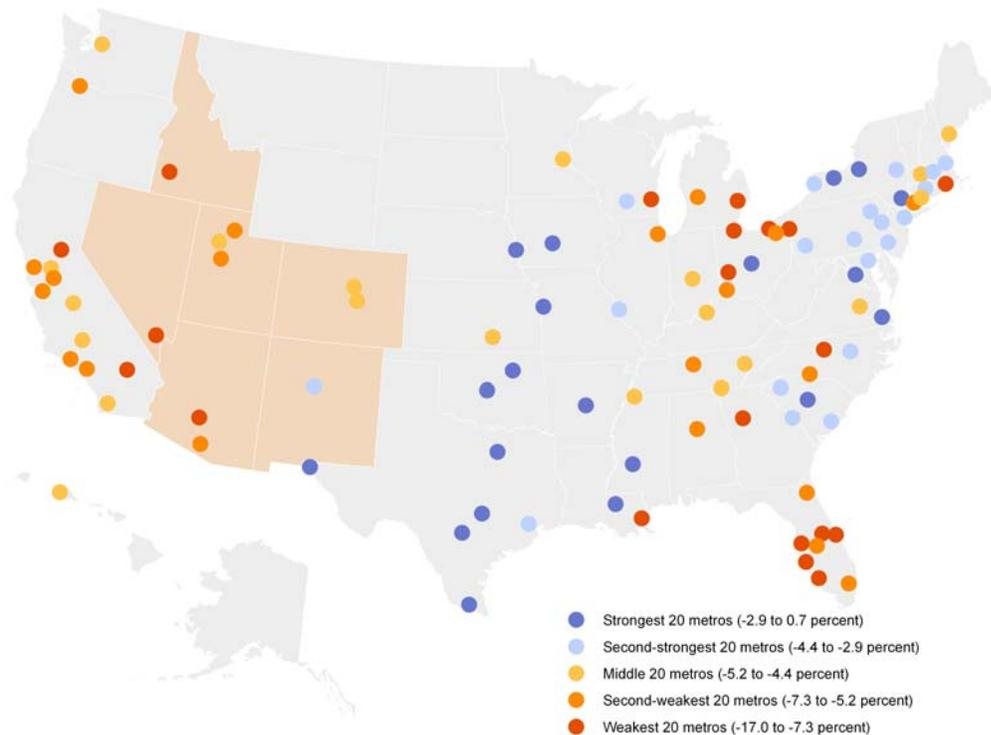 Strongest 20 metros (-2.9 to 0.7 percent)
Second-strongest 20 metros (-4.4 to -2.9 percent)
Middle 20 metros (-5.2 to -4.4 percent)
Second-weakest 20 metros (-7.3 to -5.2 percent)
Weakest 20 metros (-17.0 to -7.3 percent)